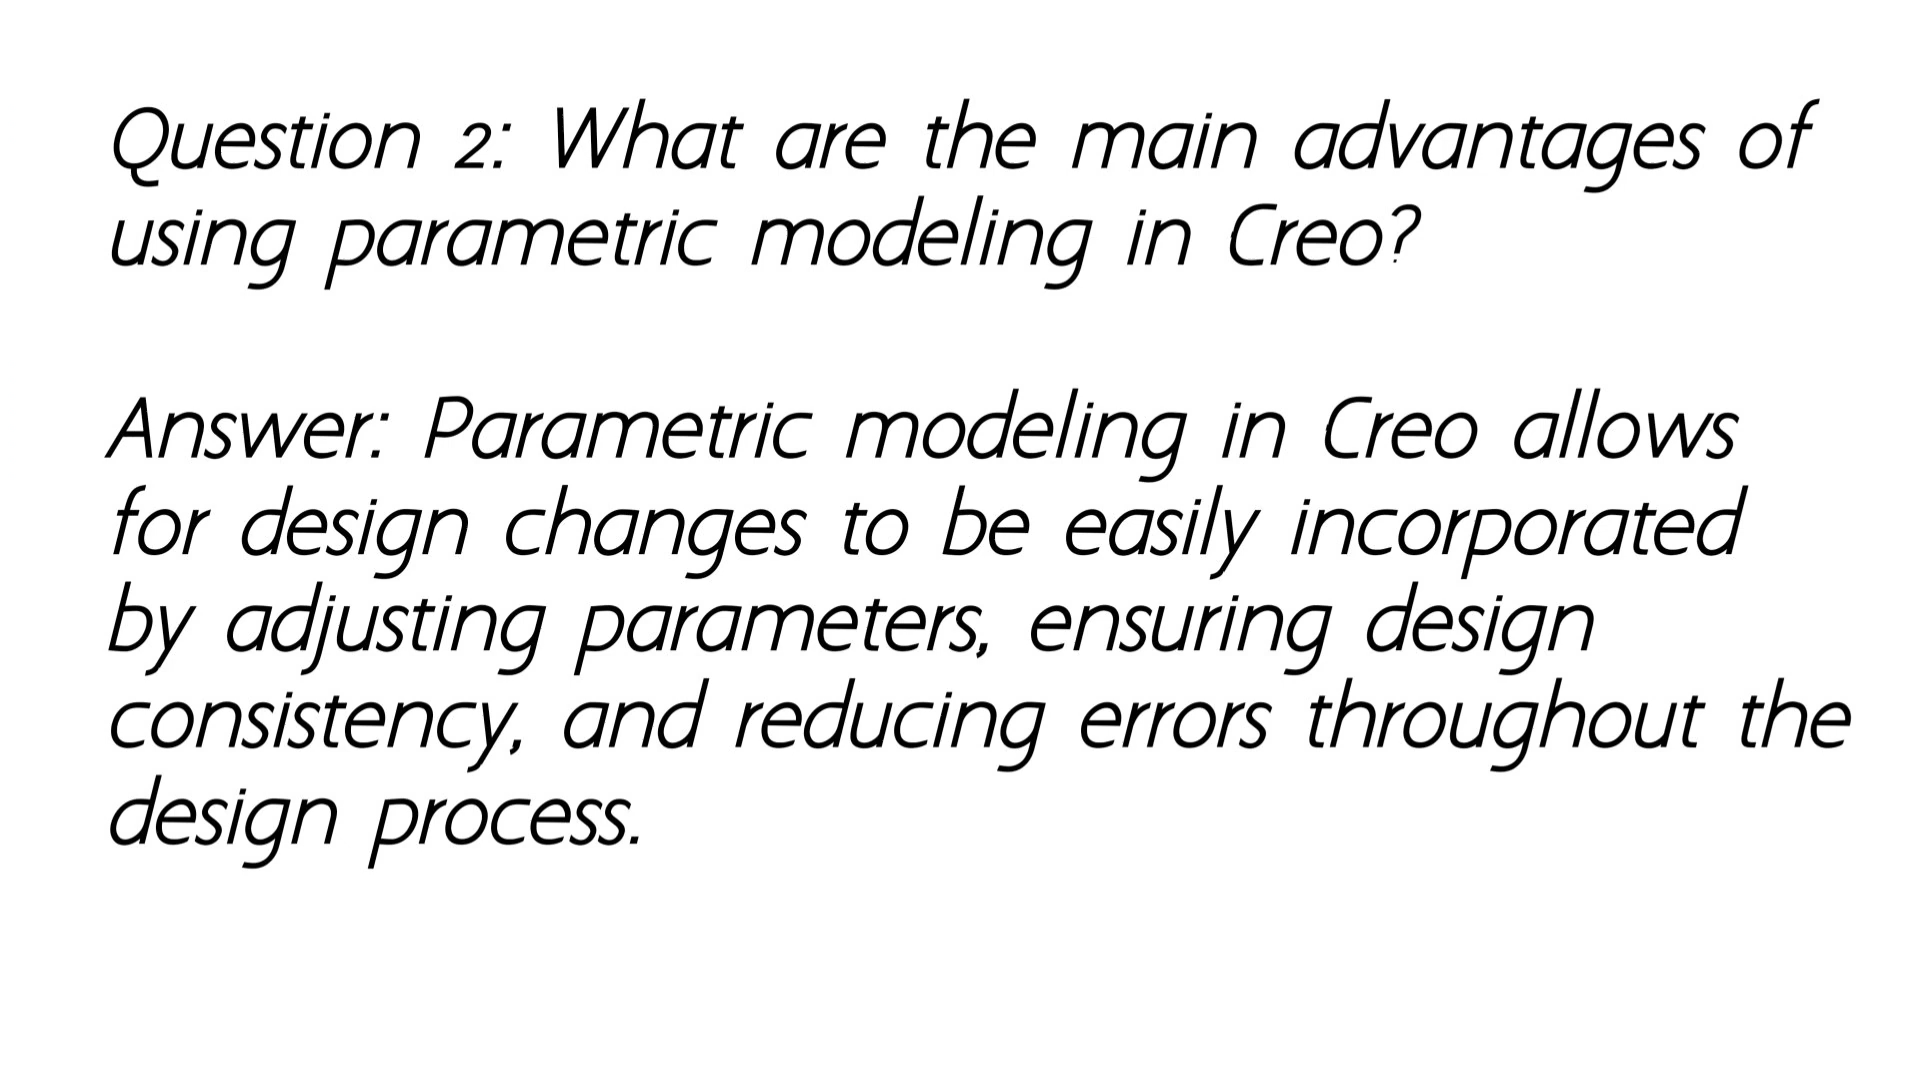 Question 2: What are the main advantages of
using parametric modeling in Creo?
Answer: Parametric modeling in Creo allows
for design changes to be easily incorporated
by adjusting parameters, ensuring design
consistency, and reducing errors throughout the
design process.